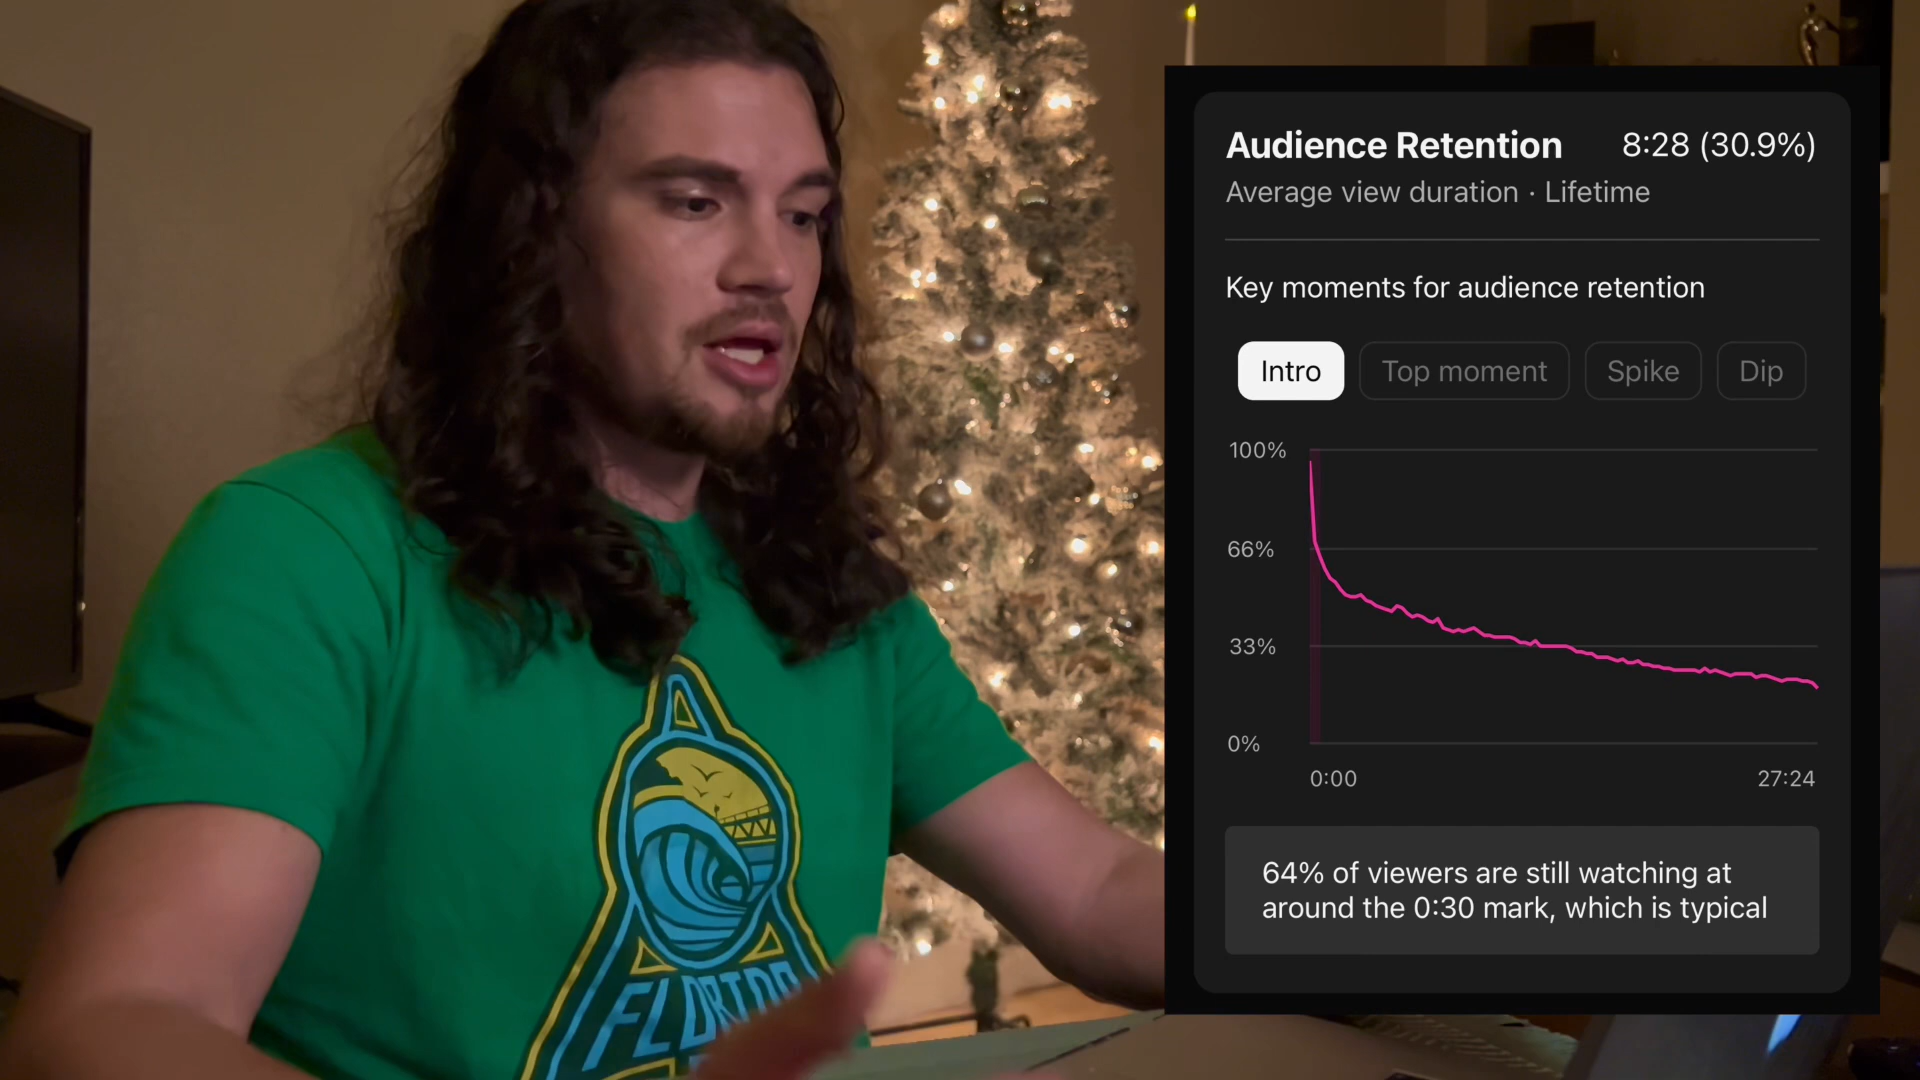 Audience Retention 8:28 (30.9%)
Average view duration · Lifetime
Key moments for audience retention
Intro Top moment Spike Dip
100%
66%
33%
0%
0:00 27:24
64% of viewers are still watching at
around the 0:30 mark, which is typical
FLORIDA